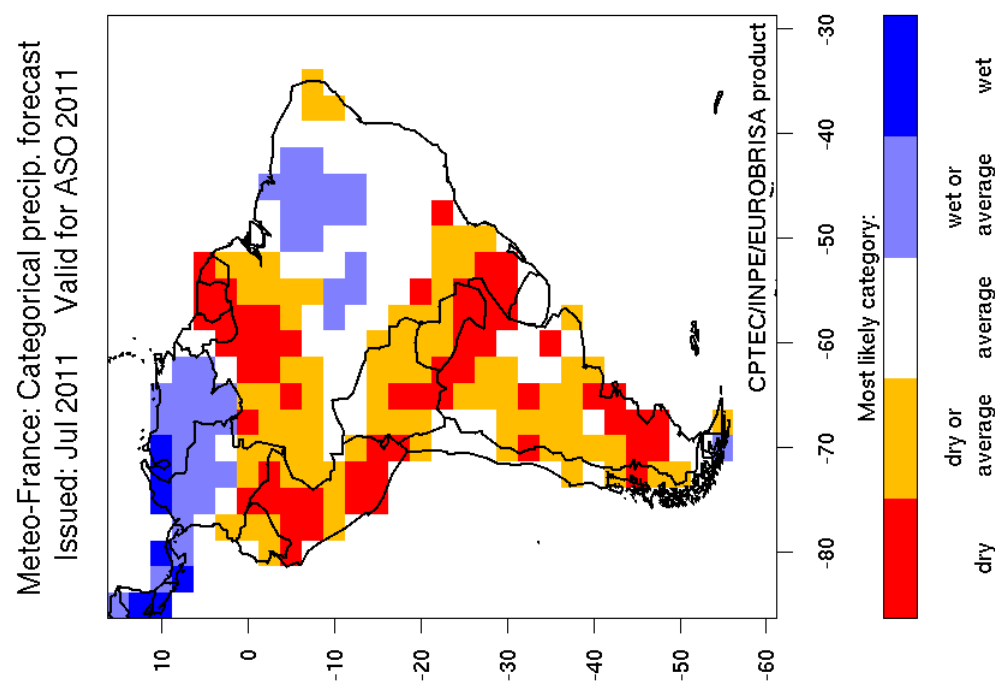 Meteo-France: Categorical precip. forecast
Issued: Jul 2011 Valid for ASO 2011
10
0
-10
-20
-30
-40
-50
-60
CPTEC/INPE/EUROBRISA product
-80
-70
-60
-50
-40
-30
Most likely category:
dry
dry or
average
average
wet or
average
wet